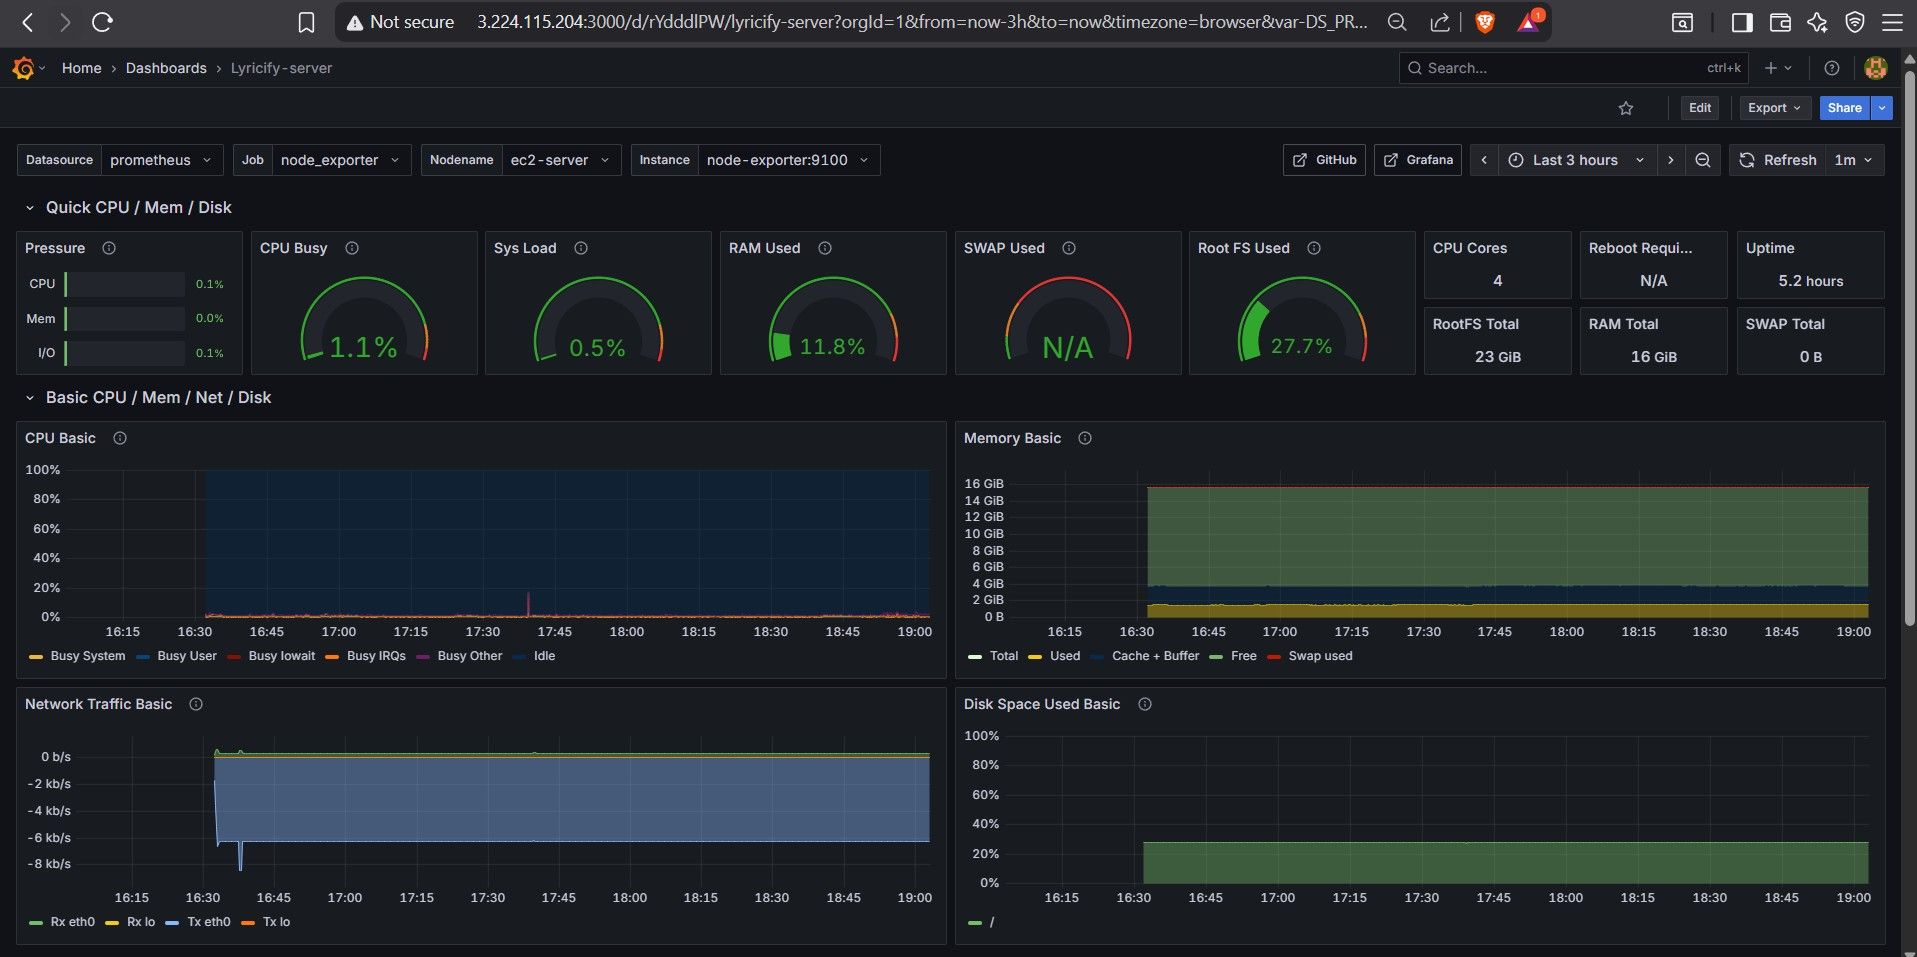 Not secure 3.224.115.204:3000/d/rYdddlPW/lyricify-server?orgId=1&from=now-3h&to=now&timezone=browser&var-DS_PR... 1
Home › Dashboards › Lyricify-server Search... ctrl+k
Edit Export Share
Datasource prometheus Job node_exporter Nodename ec2-server Instance node-exporter:9100 GitHub Grafana Last 3 hours Refresh 1m
Quick CPU / Mem / Disk
Pressure
CPU 0.1%
Mem 0.0%
I/O 0.1%
CPU Busy
1.1%
Sys Load
0.5%
RAM Used
11.8%
SWAP Used
N/A
Root FS Used
27.7%
CPU Cores
4
Reboot Requi...
N/A
Uptime
5.2 hours
RootFS Total
23 GiB
RAM Total
16 GiB
SWAP Total
0 B
Basic CPU / Mem / Net / Disk
CPU Basic
100%
80%
60%
40%
20%
0%
16:15 16:30 16:45 17:00 17:15 17:30 17:45 18:00 18:15 18:30 18:45 19:00
Busy System Busy User Busy Iowait Busy IRQs Busy Other Idle
Memory Basic
16 GiB
14 GiB
12 GiB
10 GiB
8 GiB
6 GiB
4 GiB
2 GiB
0 B
16:15 16:30 16:45 17:00 17:15 17:30 17:45 18:00 18:15 18:30 18:45 19:00
Total Used Cache + Buffer Free Swap used
Network Traffic Basic
0 b/s
-2 kb/s
-4 kb/s
-6 kb/s
-8 kb/s
16:15 16:30 16:45 17:00 17:15 17:30 17:45 18:00 18:15 18:30 18:45 19:00
Rx eth0 Rx lo Tx eth0 Tx lo
Disk Space Used Basic
100%
80%
60%
40%
20%
0%
16:15 16:30 16:45 17:00 17:15 17:30 17:45 18:00 18:15 18:30 18:45 19:00
/